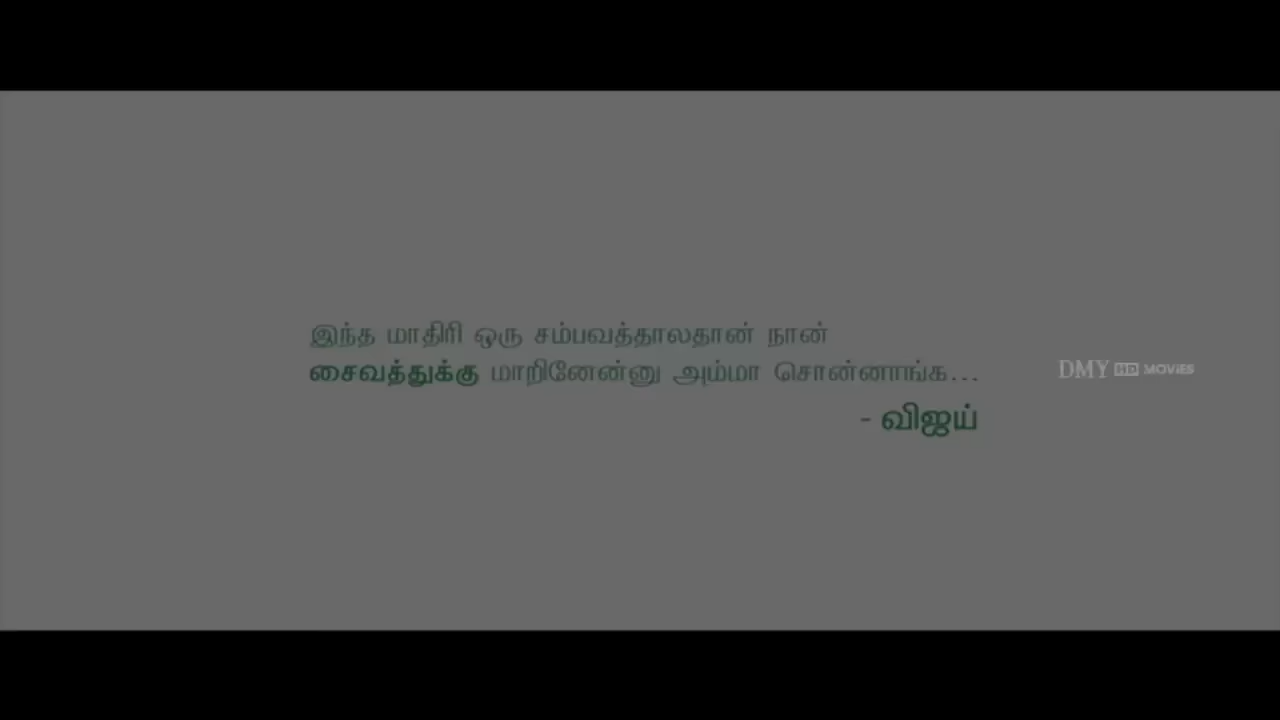 இந்த மாதிரி ஒரு சம்பவத்தாலதான் நான்
சைவத்துக்கு மாறினேன்னு அம்மா சொன்னாங்க...
- விஜய்
DMY HD MOViES